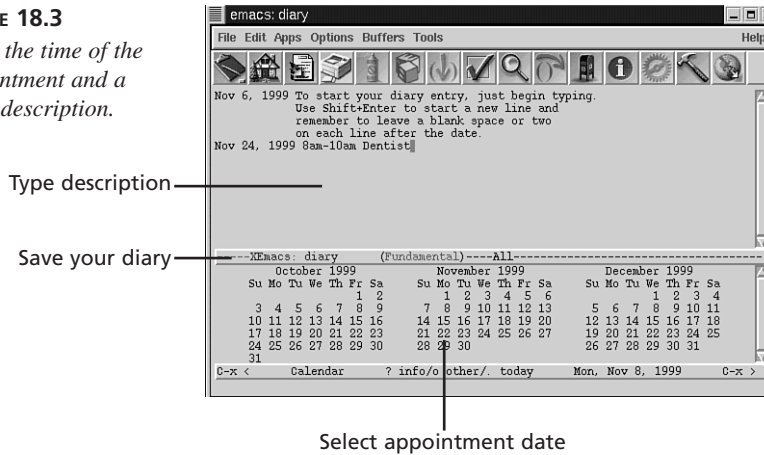 E 18.3
the time of the
ntment and a
description.
emacs: diary
File Edit Apps Options Buffers Tools Help
Nov 6, 1999 To start your diary entry, just begin typing.
Use Shift+Enter to start a new line and
remember to leave a blank space or two
on each line after the date.
Nov 24, 1999 8am-10am Dentist
Type description
Save your diary
-----XEmacs: diary (Fundamental)----All----
October 1999 November 1999 December 1999
Su Mo Tu We Th Fr Sa Su Mo Tu We Th Fr Sa Su Mo Tu We Th Fr Sa
1 2 1 2 3 4 5 6 1 2 3 4
3 4 5 6 7 8 9 7 8 9 10 11 12 13 5 6 7 8 9 10 11
10 11 12 13 14 15 16 14 15 16 17 18 19 20 12 13 14 15 16 17 18
17 18 19 20 21 22 23 21 22 23 24 25 26 27 19 20 21 22 23 24 25
24 25 26 27 28 29 30 28 29 30 26 27 28 29 30 31
31
C-x < Calendar ? info/o other/. today Mon, Nov 8, 1999 C-x >
Select appointment date